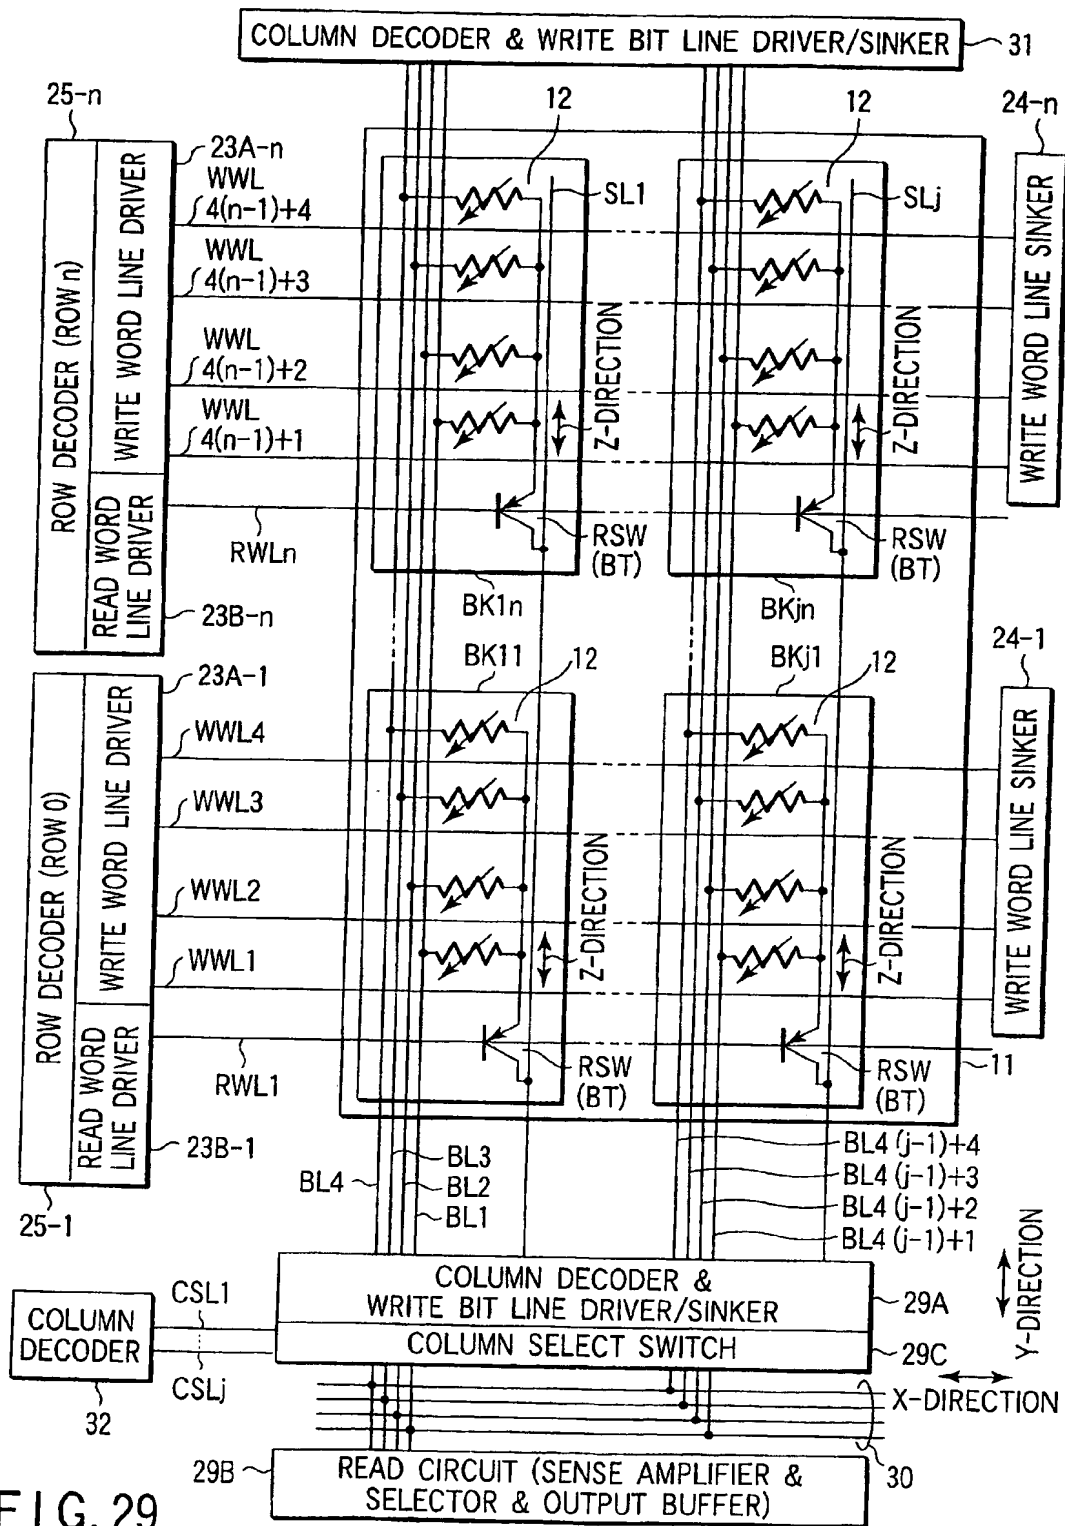 COLUMN DECODER & WRITE BIT LINE DRIVER/SINKER
31
25-n
12
12
24-n
23A-n
ROW DECODER (ROW n)
WRITE WORD LINE DRIVER
READ WORD
LINE DRIVER
WWL
4(n-1)+4
WWL
4(n-1)+3
WWL
4(n-1)+2
WWL
4(n-1)+1
SL1
SLj
Z-DIRECTION
Z-DIRECTION
WRITE WORD LINE SINKER
RWLn
RSW
(BT)
RSW
(BT)
23B-n
BK1n
BKjn
23A-1
BK11
12
BKj1
12
24-1
ROW DECODER (ROW 0)
WRITE WORD LINE DRIVER
READ WORD
LINE DRIVER
WWL4
WWL3
WWL2
WWL1
Z-DIRECTION
Z-DIRECTION
WRITE WORD LINE SINKER
RWL1
RSW
(BT)
RSW
(BT)
11
23B-1
25-1
BL4
BL3
BL2
BL1
BL4 (j-1)+4
BL4 (j-1)+3
BL4 (j-1)+2
BL4 (j-1)+1
Y-DIRECTION
COLUMN DECODER &
WRITE BIT LINE DRIVER/SINKER
29A
COLUMN SELECT SWITCH
29C
CSL1
COLUMN
DECODER
CSLj
32
X-DIRECTION
30
29B
READ CIRCUIT (SENSE AMPLIFIER &
SELECTOR & OUTPUT BUFFER)
FIG. 29